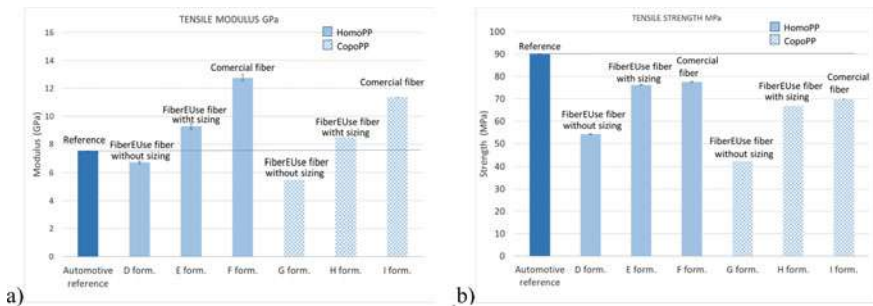 TENSILE MODULUS GPa
HomoPP
CopoPP
16
14
12
10
8
6
4
2
0
Modulus (GPa)
Reference
FiberEUse fiber
without sizing
FiberEUse fiber
witht sizing
Comercial fiber
FiberEUse fiber
without sizing
FiberEUse fiber
witht sizing
Comercial fiber
Automotive
reference
D form.
E form.
F form.
G form.
H form.
I form.
a)
TENSILE STRENGTH MPa
HomoPP
CopoPP
100
90
80
70
60
50
40
30
20
10
0
Strength (MPa)
Reference
FiberEUse fiber
without sizing
FiberEUse fiber
with sizing
Comercial
fiber
FiberEUse fiber
without sizing
FiberEUse fiber
with sizing
Comercial
fiber
Automotive
reference
D form.
E form.
F form.
G form.
H form.
I form.
b)